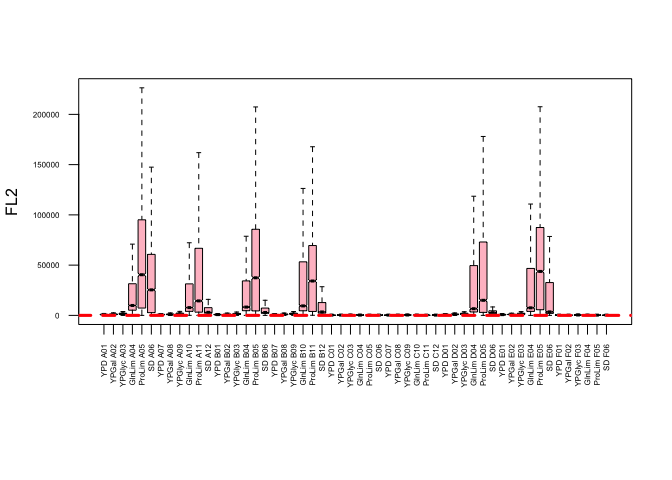 FL2
200000
150000
100000
50000
0
YPD A01
YPGal A02
YPGlyc A03
GlnLim A04
ProLim A05
SD A06
YPD A07
YPGal A08
YPGlyc A09
GlnLim A10
ProLim A11
SD A12
YPD B01
YPGal B02
YPGlyc B03
GlnLim B04
ProLim B05
SD B06
YPD B07
YPGal B08
YPGlyc B09
GlnLim B10
ProLim B11
SD B12
YPD C01
YPGal C02
YPGlyc C03
GlnLim C04
ProLim C05
SD C06
YPD C07
YPGal C08
YPGlyc C09
GlnLim C10
ProLim C11
SD C12
YPD D01
YPGal D02
YPGlyc D03
GlnLim D04
ProLim D05
SD D06
YPD E01
YPGal E02
YPGlyc E03
GlnLim E04
ProLim E05
SD E06
YPD F01
YPGal F02
YPGlyc F03
GlnLim F04
ProLim F05
SD F06